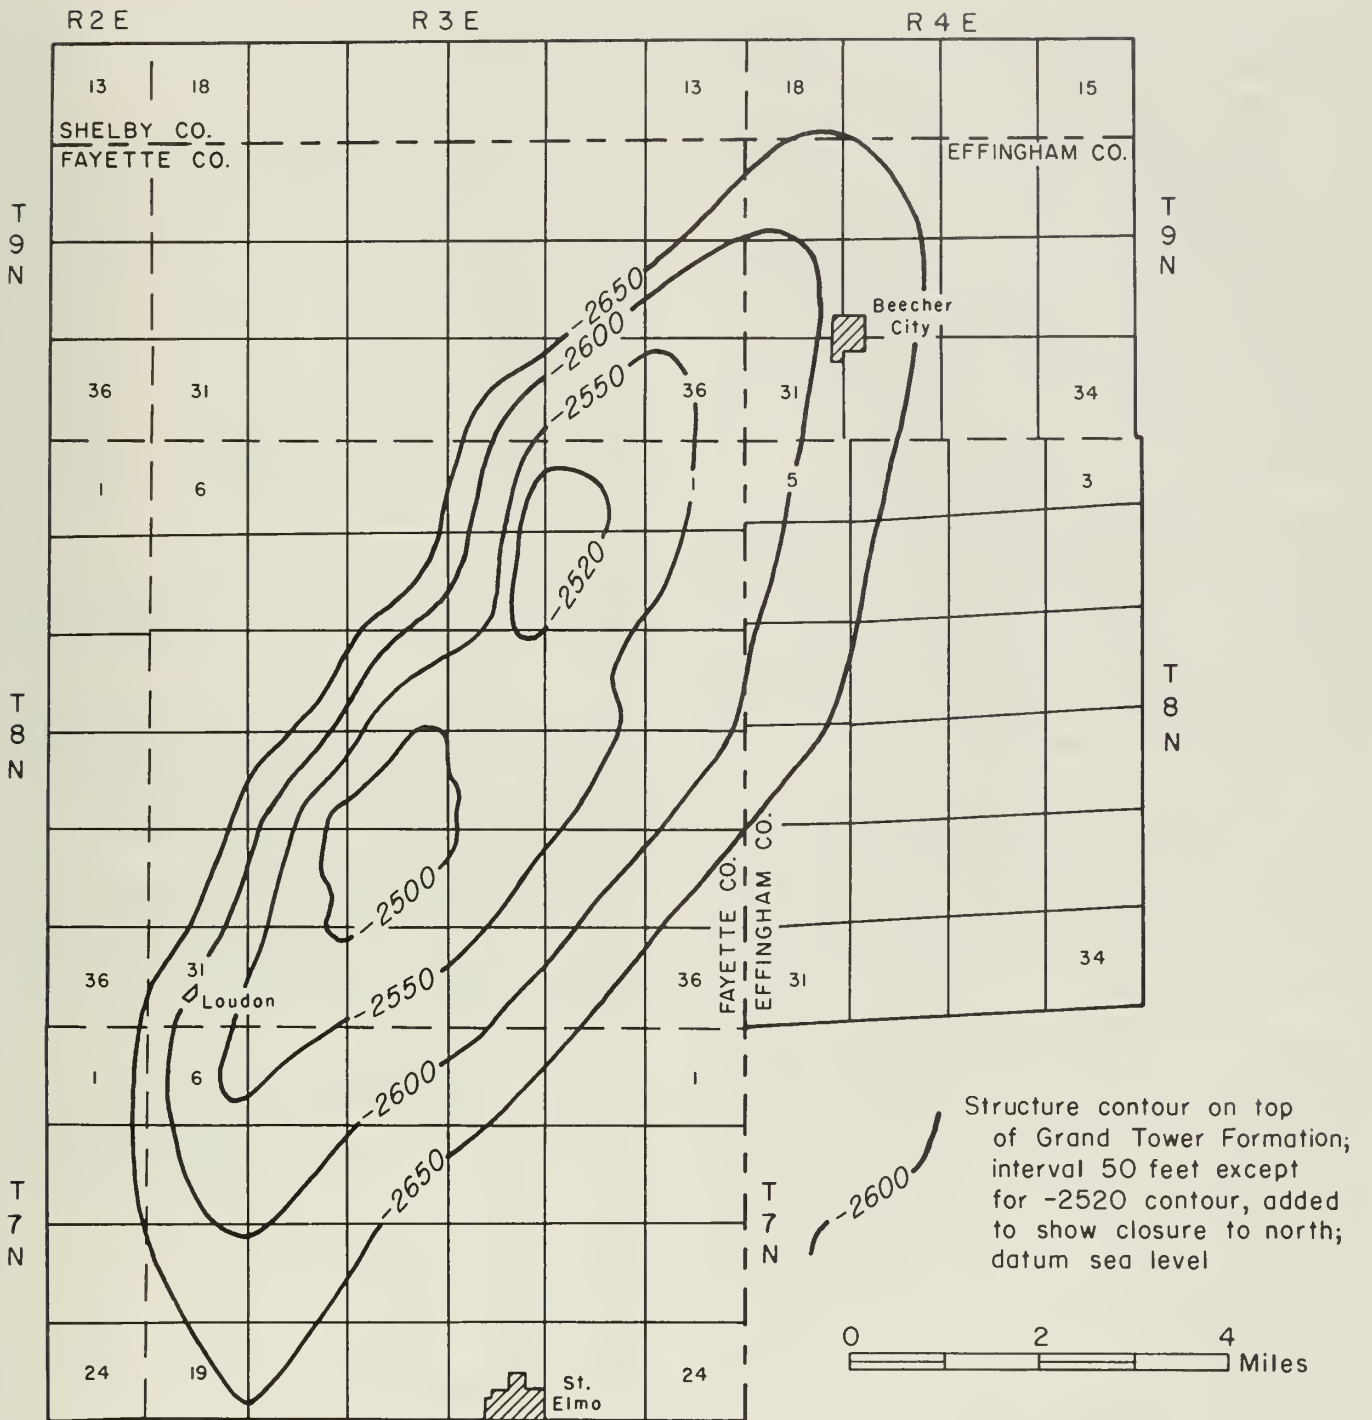 R 2 E R 3 E R 4 E
13 18 13 18 15
SHELBY CO.
FAYETTE CO.
EFFINGHAM CO.
T
9
N
T
9
N
-2650
-2600
Beecher
City
-2550
36 31 36 31 34
1 6 1 5 3
-2520
T
8
N
T
8
N
-2500
FAYETTE CO.
EFFINGHAM CO.
36 31 36 31 34
Loudon
-2550
1 6 1
-2600
-2650
T
7
N
T
7
N
-2600
Structure contour on top
of Grand Tower Formation;
interval 50 feet except
for -2520 contour, added
to show closure to north;
datum sea level
0 2 4
Miles
24 19 24
St.
Elmo